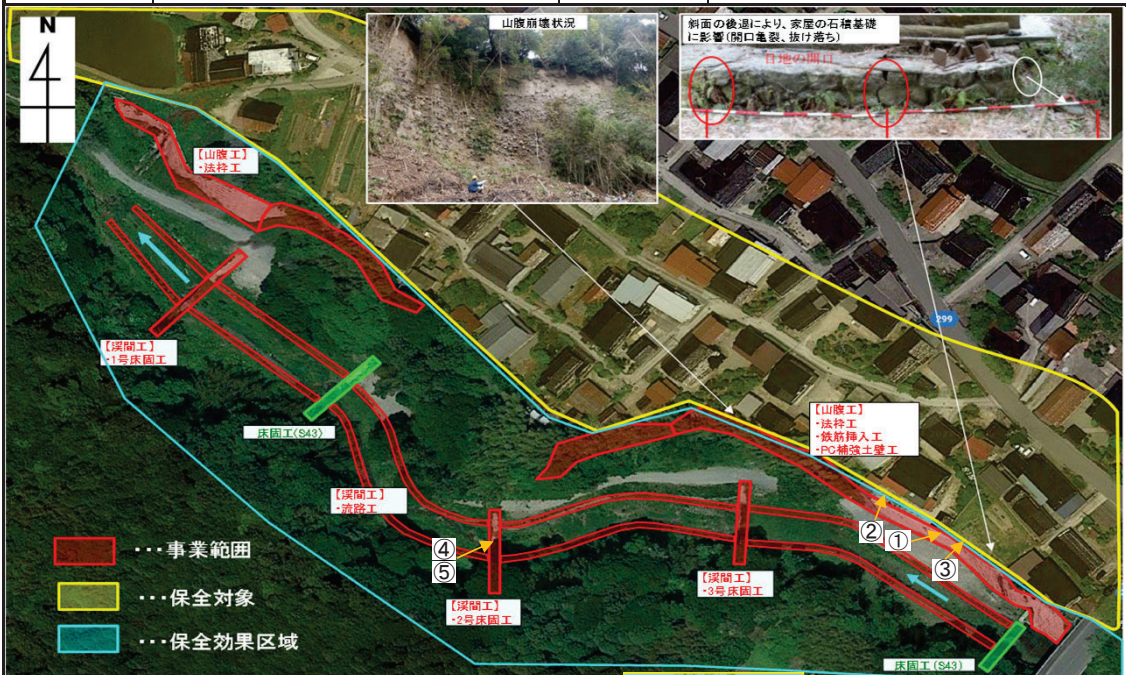 N
山腹崩壊状況
斜面の後退により、家屋の石積基礎
に影響(開口亀裂、抜け落ち)
目地の開口
【山腹工】
・法枠工
299
【渓間工】
・1号床固工
床固工(S43)
【山腹工】
・法枠工
・鉄筋挿入工
・PC補強土壁工
【渓間工】
・流路工
②
①
③
④
⑤
【渓間工】
・2号床固工
【渓間工】
・3号床固工
床固工(S43)
・・・事業範囲
・・・保全対象
・・・保全効果区域